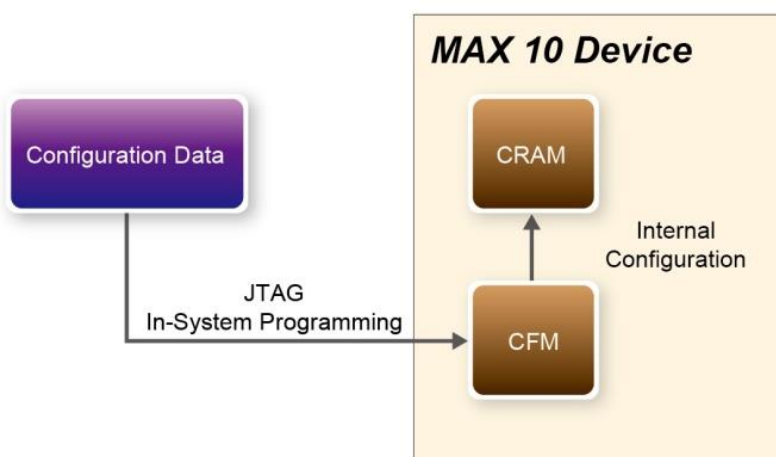 MAX 10 Device
Configuration Data
CRAM
Internal
Configuration
JTAG
In-System Programming
CFM